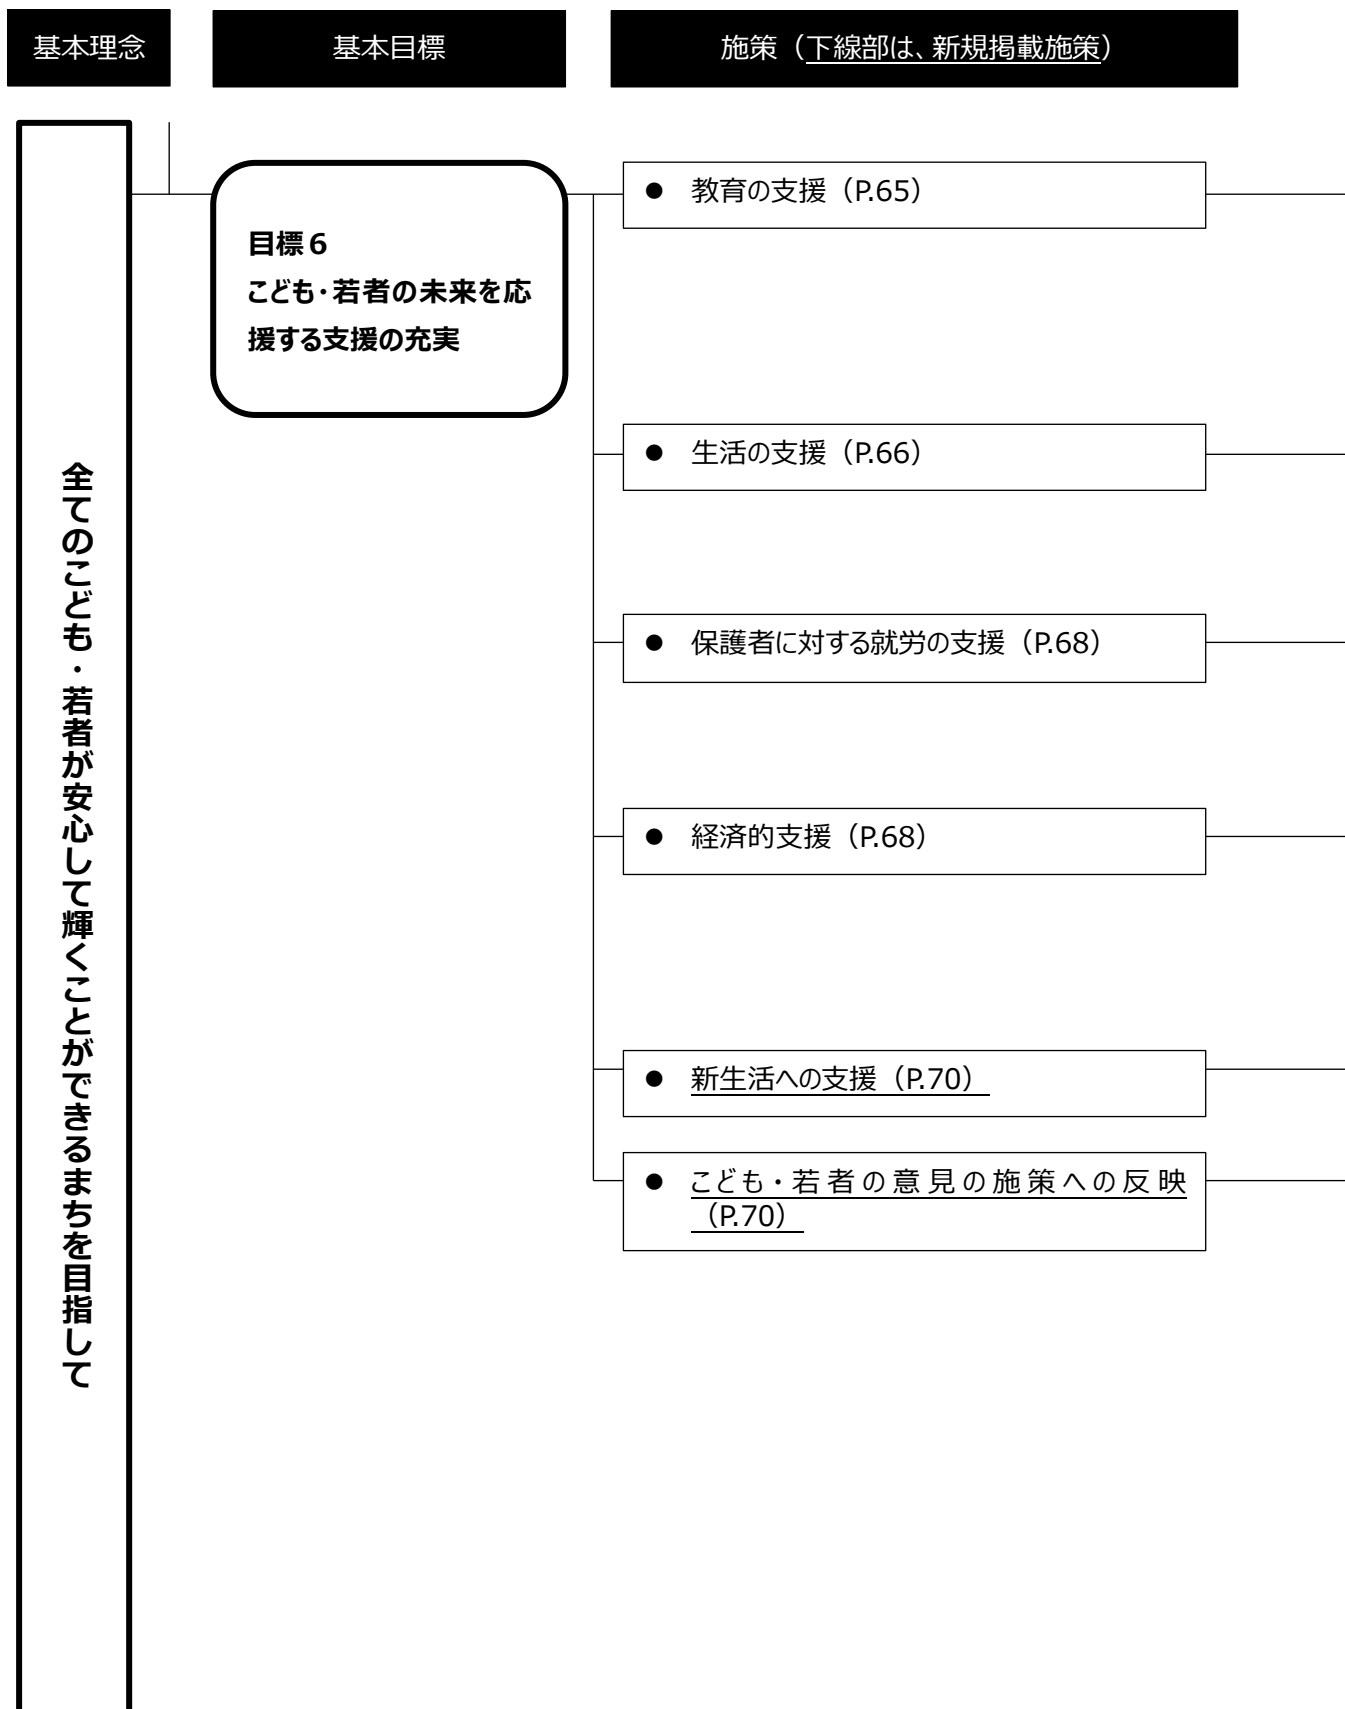 基本理念
基本目標
施策（下線部は、新規掲載施策）
全てのこども・若者が安心して輝くことができるまちを目指して
目標６
こども・若者の未来を応
援する支援の充実
● 教育の支援（P.65）
● 生活の支援（P.66）
● 保護者に対する就労の支援（P.68）
● 経済的支援（P.68）
● 新生活への支援（P.70）
● こども・若者の意見の施策への反映
（P.70）